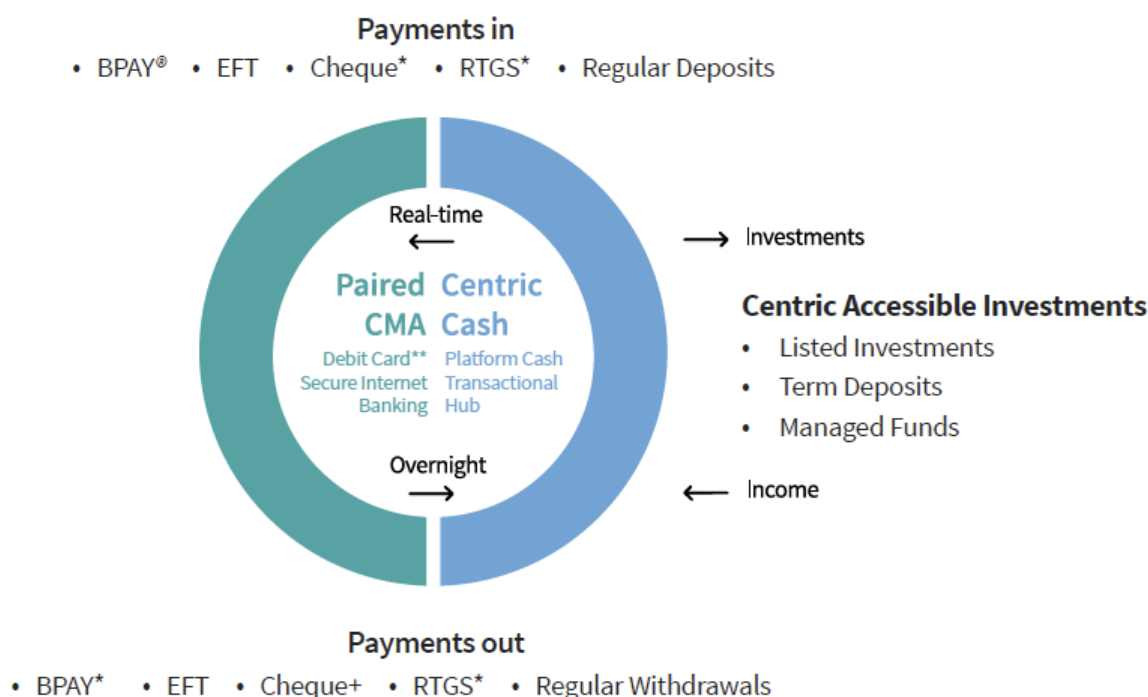 Payments in
• BPAY® • EFT • Cheque* • RTGS* • Regular Deposits
Real-time
←
→ Investments
Paired CMA
Debit Card**
Secure Internet
Banking
Centric Cash
Platform Cash
Transactional
Hub
Centric Accessible Investments
• Listed Investments
• Term Deposits
• Managed Funds
Overnight
→
← Income
Payments out
• BPAY* • EFT • Cheque+ • RTGS* • Regular Withdrawals